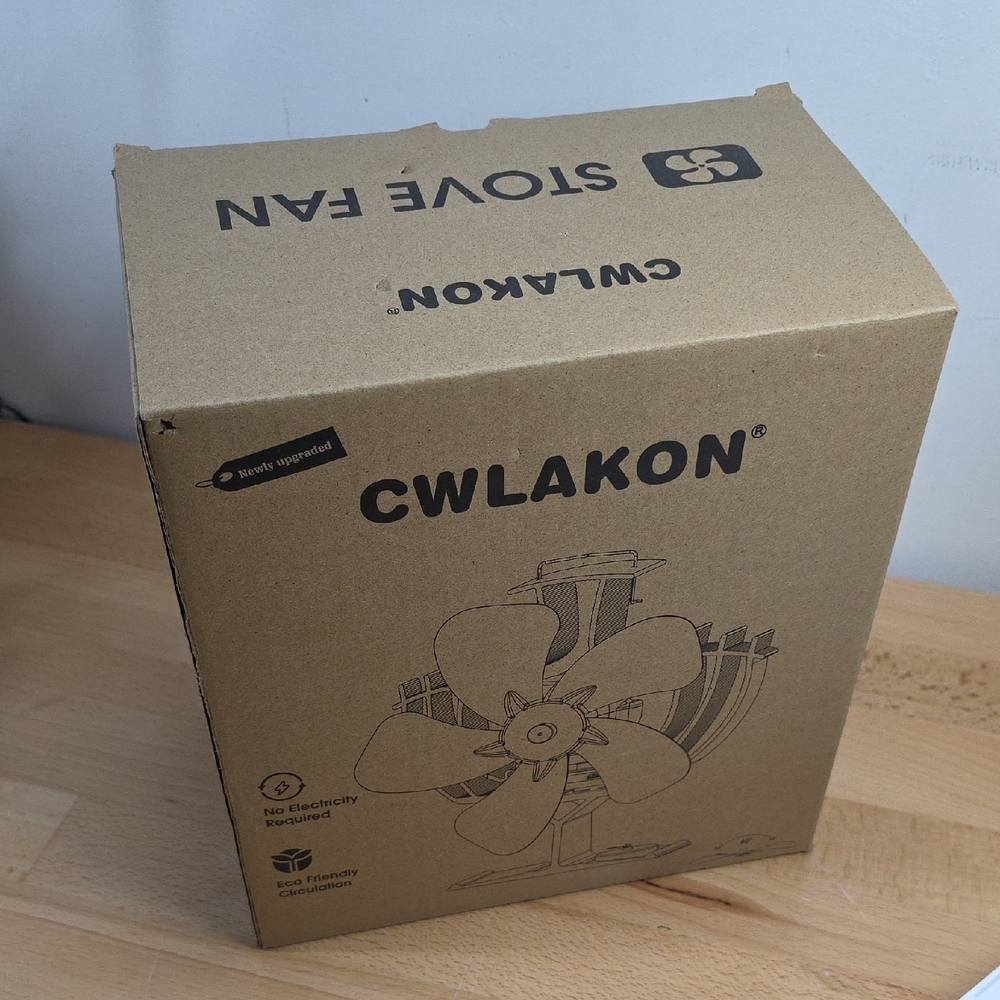 STOVE FAN
CWLAKON®
Newly upgraded
CWLAKON®
No Electricity
Required
Eco Friendly
Circulation